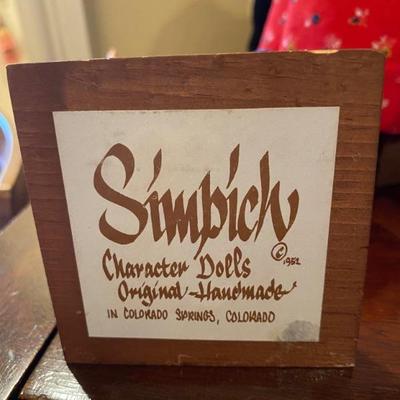 Simpich
© 1952
Character Dolls
Original - Handmade
IN COLORADO SPRINGS, COLORADO